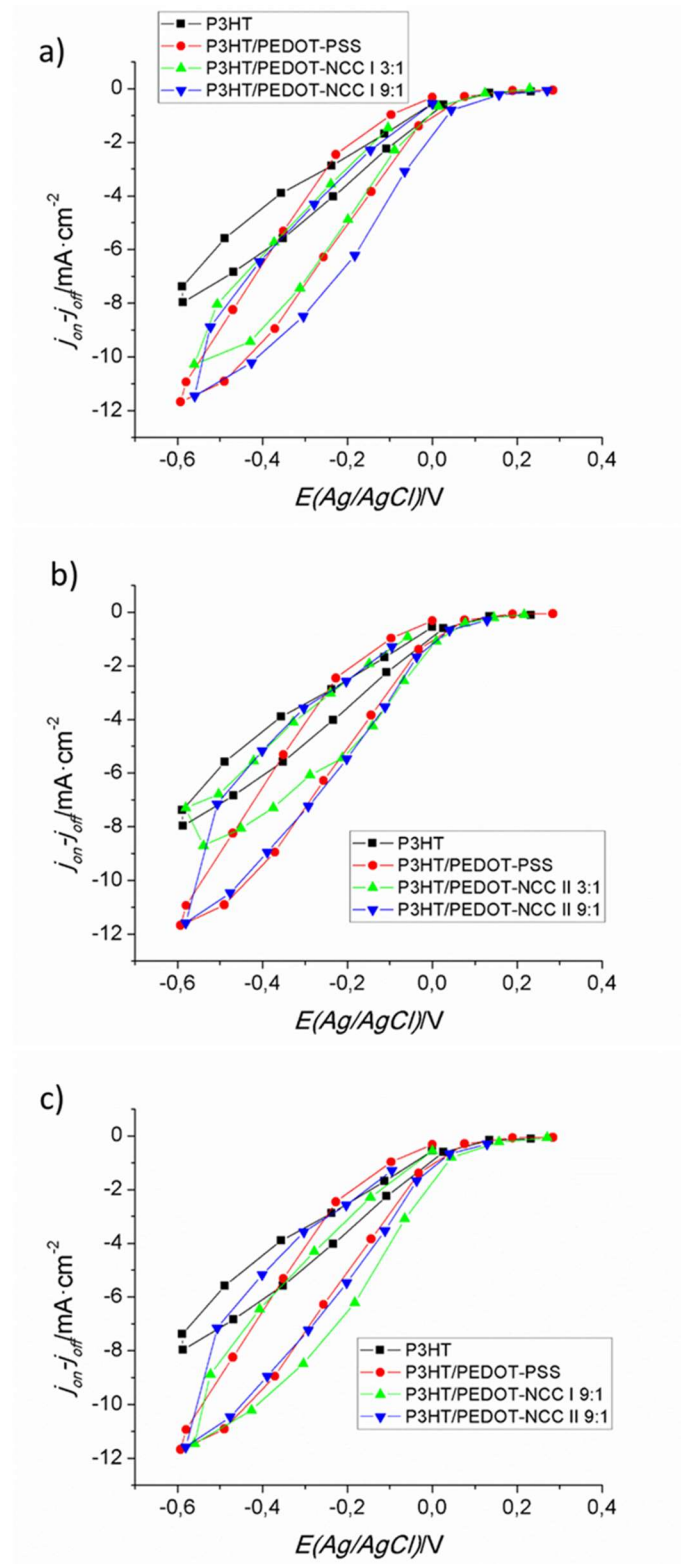 a)
P3HT
P3HT/PEDOT-PSS
P3HT/PEDOT-NCC I 3:1
P3HT/PEDOT-NCC I 9:1
0
-2
-4
-6
-8
-10
-12
j_on-j_off/mA·cm⁻²
-0,6 -0,4 -0,2 0,0 0,2 0,4
E(Ag/AgCl)/V
b)
0
-2
-4
-6
-8
-10
-12
j_on-j_off/mA·cm⁻²
P3HT
P3HT/PEDOT-PSS
P3HT/PEDOT-NCC II 3:1
P3HT/PEDOT-NCC II 9:1
-0,6 -0,4 -0,2 0,0 0,2 0,4
E(Ag/AgCl)/V
c)
0
-2
-4
-6
-8
-10
-12
j_on-j_off/mA·cm⁻²
P3HT
P3HT/PEDOT-PSS
P3HT/PEDOT-NCC I 9:1
P3HT/PEDOT-NCC II 9:1
-0,6 -0,4 -0,2 0,0 0,2 0,4
E(Ag/AgCl)/V